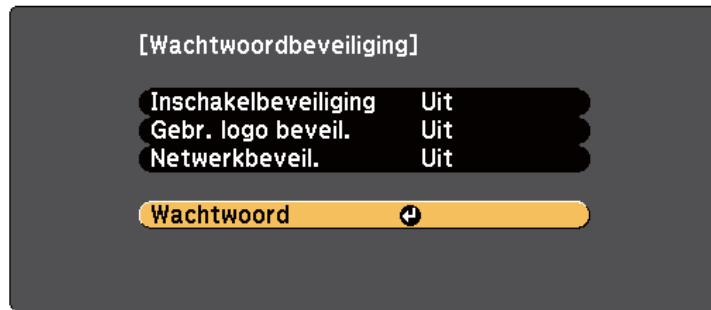 [Wachtwoordbeveiliging]
Inschakelbeveiliging Uit
Gebr. logo beveil. Uit
Netwerkbeveil. Uit
Wachtwoord